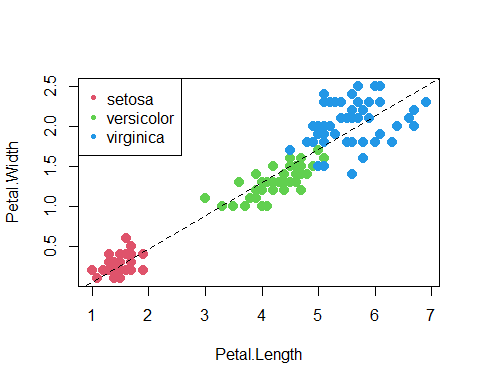 2.5
2.0
1.5
1.0
0.5
Petal.Width
setosa
versicolor
virginica
1 2 3 4 5 6 7
Petal.Length